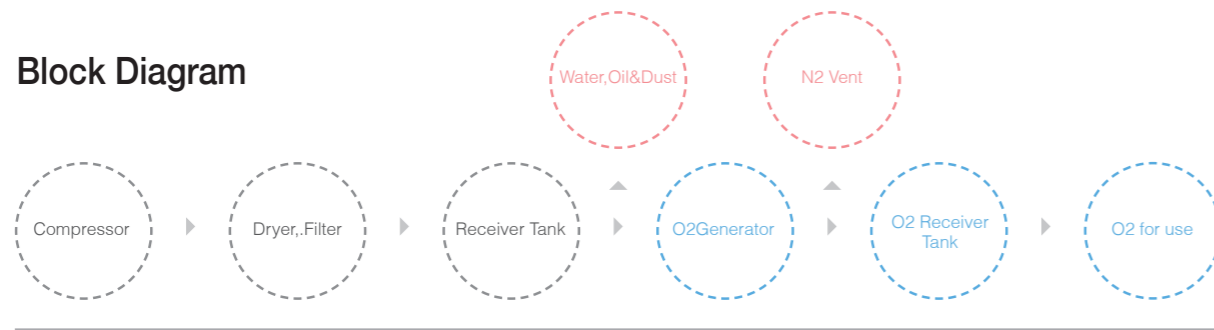 Block Diagram
Water,Oil&Dust
N2 Vent
Compressor
Dryer,.Filter
Receiver Tank
O2Generator
O2 Receiver
Tank
O2 for use